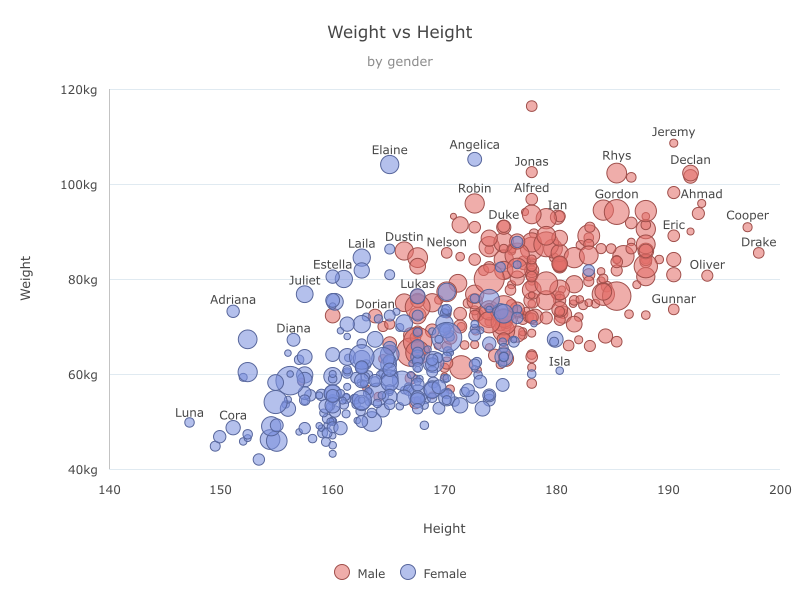 Weight vs Height
by gender
120kg
Jeremy
Elaine
Angelica
Jonas
Rhys
Declan
100kg
Robin
Alfred
Gordon
Ahmad
Duke
Ian
Cooper
Laila
Dustin
Nelson
Eric
Drake
Estella
Oliver
80kg
Juliet
Lukas
Adriana
Dorian
Gunnar
Diana
60kg
Isla
Luna
Cora
40kg
Weight
140
150
160
170
180
190
200
Height
Male
Female